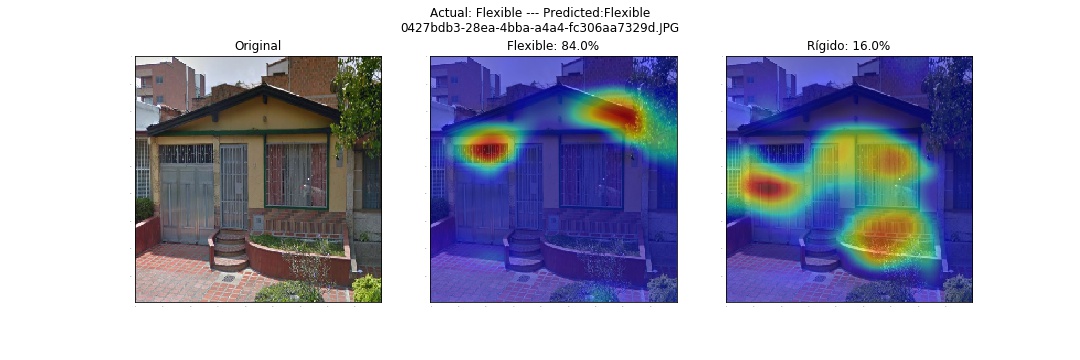 Actual: Flexible --- Predicted:Flexible
0427bdb3-28ea-4bba-a4a4-fc306aa7329d.JPG
Original
Flexible: 84.0%
Rígido: 16.0%